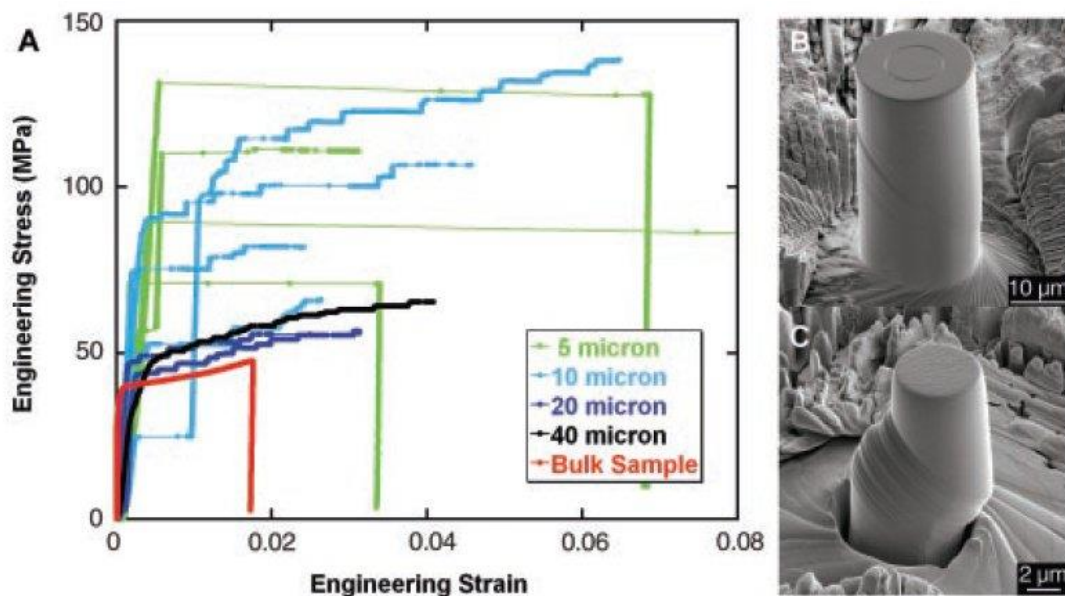 A
150
100
50
0
Engineering Stress (MPa)
0
0.02
0.04
0.06
0.08
Engineering Strain
5 micron
10 micron
20 micron
40 micron
Bulk Sample
B
10 µm
C
2 µm